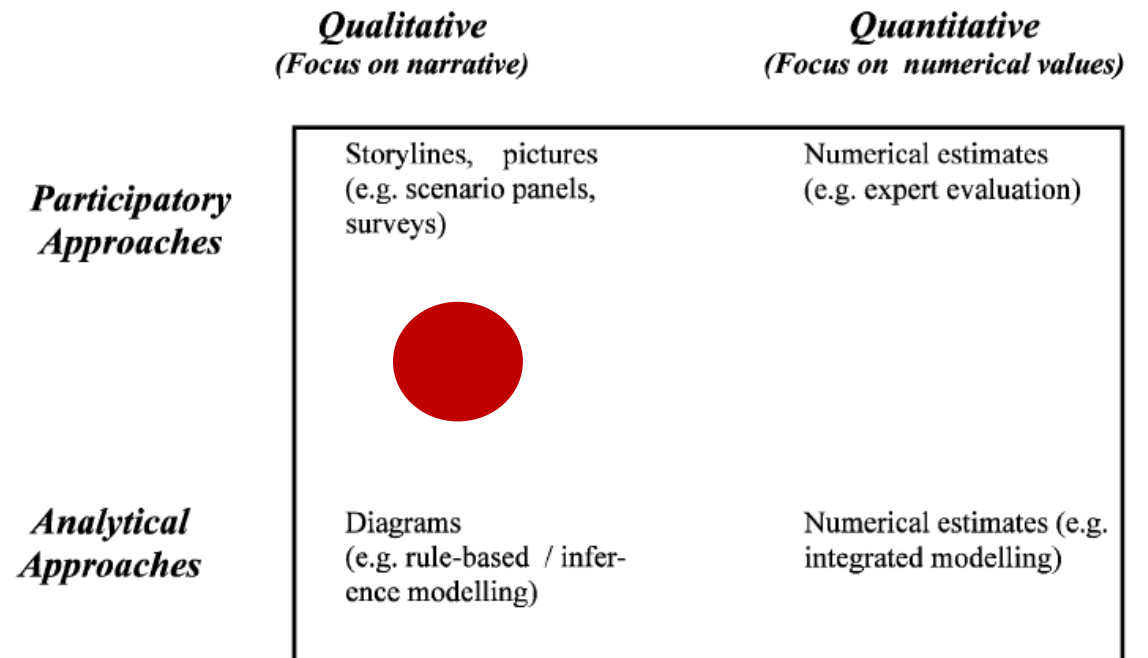 Qualitative
(Focus on narrative)
Quantitative
(Focus on numerical values)
Participatory
Approaches
Storylines, pictures
(e.g. scenario panels,
surveys)
Numerical estimates
(e.g. expert evaluation)
Analytical
Approaches
Diagrams
(e.g. rule-based / infer-
ence modelling)
Numerical estimates (e.g.
integrated modelling)